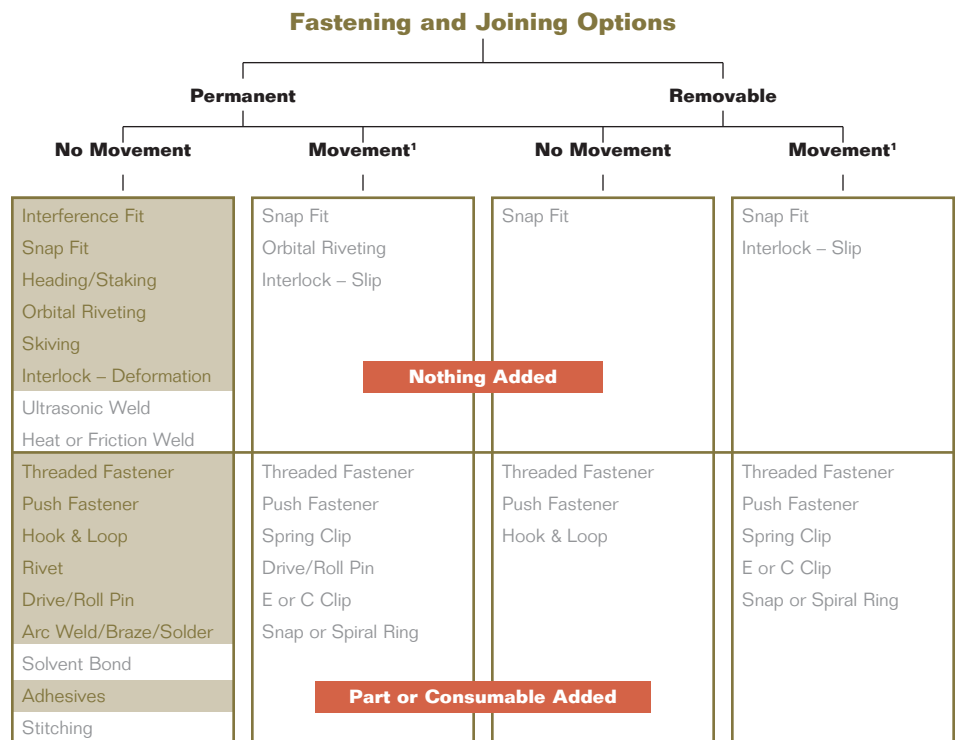 Fastening and Joining Options
Permanent
Removable
No Movement
Movement¹
No Movement
Movement¹
Interference Fit
Snap Fit
Heading/Staking
Orbital Riveting
Skiving
Interlock – Deformation
Ultrasonic Weld
Heat or Friction Weld
Snap Fit
Orbital Riveting
Interlock – Slip
Snap Fit
Snap Fit
Interlock – Slip
Nothing Added
Threaded Fastener
Push Fastener
Hook & Loop
Rivet
Drive/Roll Pin
Arc Weld/Braze/Solder
Solvent Bond
Adhesives
Stitching
Threaded Fastener
Push Fastener
Spring Clip
Drive/Roll Pin
E or C Clip
Snap or Spiral Ring
Threaded Fastener
Push Fastener
Hook & Loop
Threaded Fastener
Push Fastener
Spring Clip
E or C Clip
Snap or Spiral Ring
Part or Consumable Added